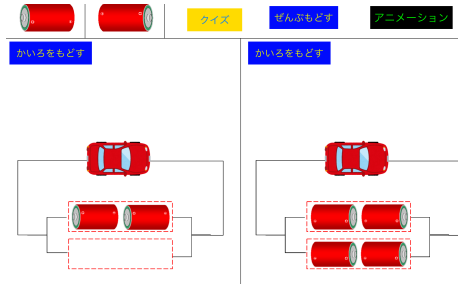 クイズ
ぜんぶもどす
アニメーション
かいろをもどす
かいろをもどす